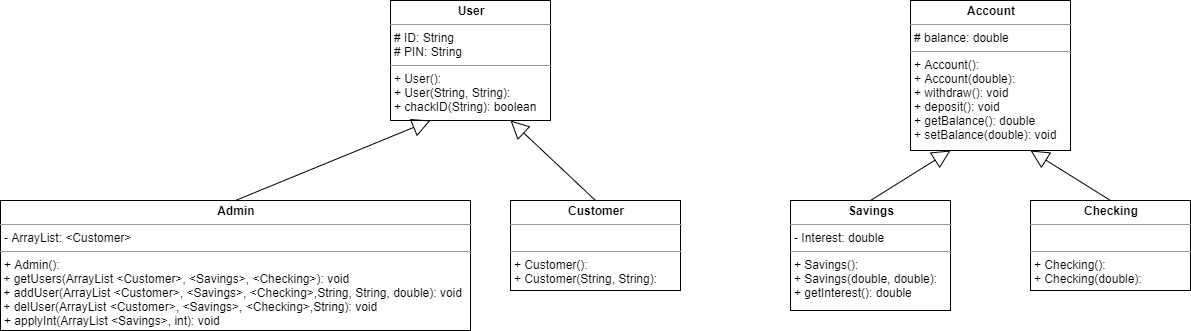 User
# ID: String
# PIN: String
+ User():
+ User(String, String):
+ chackID(String): boolean
Account
# balance: double
+ Account():
+ Account(double):
+ withdraw(): void
+ deposit(): void
+ getBalance(): double
+ setBalance(double): void
Admin
- ArrayList: <Customer>
+ Admin():
+ getUsers(ArrayList <Customer>, <Savings>, <Checking>): void
+ addUser(ArrayList <Customer>, <Savings>, <Checking>,String, String, double): void
+ delUser(ArrayList <Customer>, <Savings>, <Checking>,String): void
+ applyInt(ArrayList <Savings>, int): void
Customer
+ Customer():
+ Customer(String, String):
Savings
- Interest: double
+ Savings():
+ Savings(double, double):
+ getInterest(): double
Checking
+ Checking():
+ Checking(double):